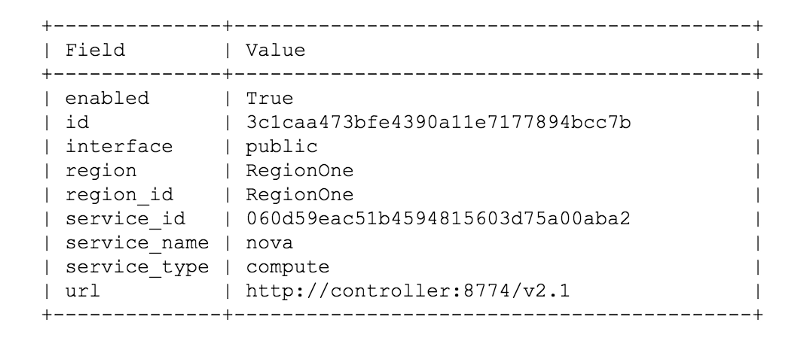 +--------------+-------------------------------------------+
| Field        | Value                                     |
+--------------+-------------------------------------------+
| enabled      | True                                      |
| id           | 3c1caa473bfe4390a11e7177894bcc7b          |
| interface    | public                                    |
| region       | RegionOne                                 |
| region_id    | RegionOne                                 |
| service_id   | 060d59eac51b4594815603d75a00aba2          |
| service_name | nova                                      |
| service_type | compute                                   |
| url          | http://controller:8774/v2.1               |
+--------------+-------------------------------------------+